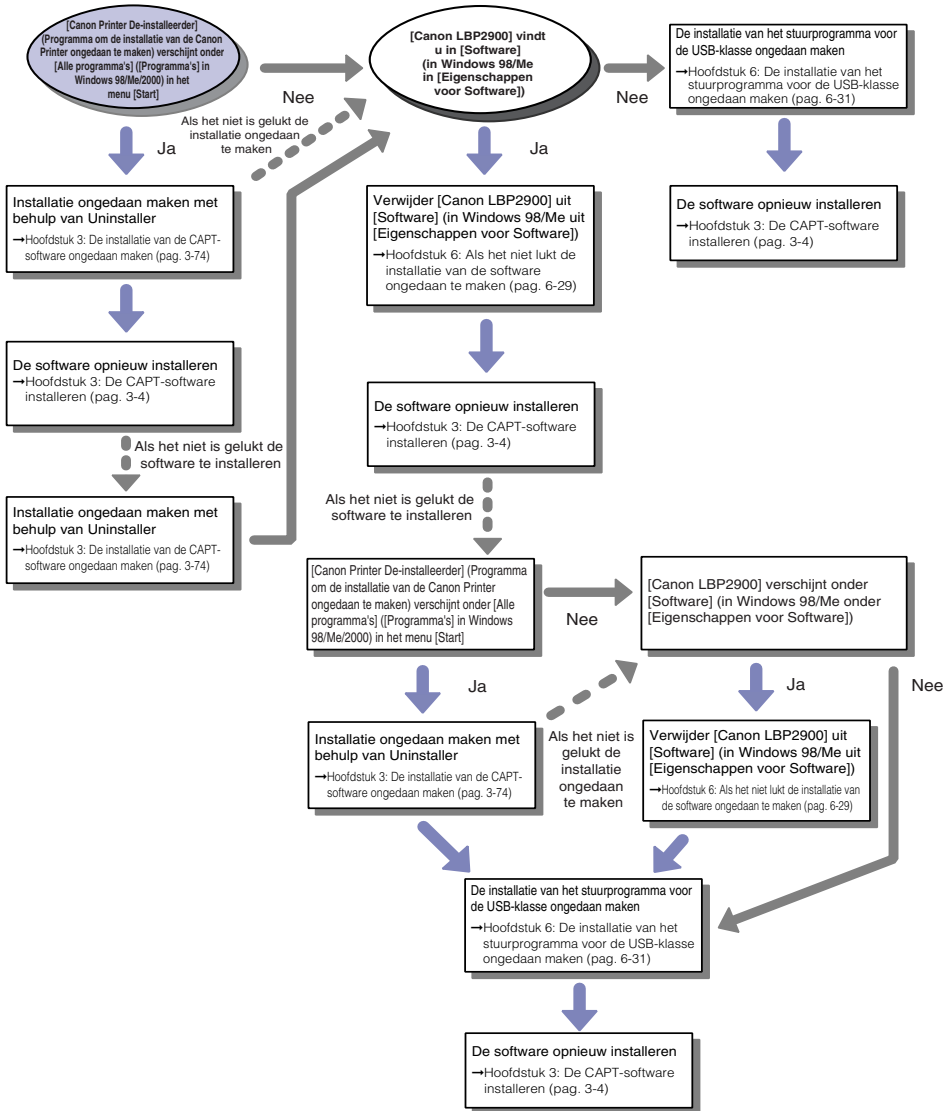 [Canon Printer De-installeerder]
(Programma om de installatie van de Canon
Printer ongedaan te maken) verschijnt onder
[Alle programma's] ([Programma's] in
Windows 98/Me/2000) in het
menu [Start]
Nee
Als het niet is gelukt de
installatie ongedaan
te maken
Ja
[Canon LBP2900] vindt
u in [Software]
(in Windows 98/Me
in [Eigenschappen
voor Software])
Nee
Ja
De installatie van het stuurprogramma voor
de USB-klasse ongedaan maken
→Hoofdstuk 6: De installatie van het
stuurprogramma voor de USB-klasse
ongedaan maken (pag. 6-31)
De software opnieuw installeren
→Hoofdstuk 3: De CAPT-software
installeren (pag. 3-4)
Installatie ongedaan maken met
behulp van Uninstaller
→Hoofdstuk 3: De installatie van de CAPT-
software ongedaan maken (pag. 3-74)
De software opnieuw installeren
→Hoofdstuk 3: De CAPT-software
installeren (pag. 3-4)
Als het niet is gelukt de
software te installeren
Installatie ongedaan maken met
behulp van Uninstaller
→Hoofdstuk 3: De installatie van de CAPT-
software ongedaan maken (pag. 3-74)
Verwijder [Canon LBP2900] uit
[Software] (in Windows 98/Me uit
[Eigenschappen voor Software])
→Hoofdstuk 6: Als het niet lukt de
installatie van de software
ongedaan te maken (pag. 6-29)
De software opnieuw installeren
→Hoofdstuk 3: De CAPT-software
installeren (pag. 3-4)
Als het niet is gelukt de
software te installeren
[Canon Printer De-installeerder] (Programma
om de installatie van de Canon Printer
ongedaan te maken) verschijnt onder [Alle
programma's] ([Programma's] in Windows
98/Me/2000) in het menu [Start]
Nee
[Canon LBP2900] verschijnt onder
[Software] (in Windows 98/Me onder
[Eigenschappen voor Software])
Ja
Ja
Nee
Installatie ongedaan maken met
behulp van Uninstaller
→Hoofdstuk 3: De installatie van de CAPT-
software ongedaan maken (pag. 3-74)
Als het niet is
gelukt de
installatie
ongedaan
te maken
Verwijder [Canon LBP2900] uit
[Software] (in Windows 98/Me uit
[Eigenschappen voor Software])
→Hoofdstuk 6: Als het niet lukt de installatie van
de software ongedaan te maken (pag. 6-29)
De installatie van het stuurprogramma voor
de USB-klasse ongedaan maken
→Hoofdstuk 6: De installatie van het
stuurprogramma voor de USB-klasse
ongedaan maken (pag. 6-31)
De software opnieuw installeren
→Hoofdstuk 3: De CAPT-software
installeren (pag. 3-4)